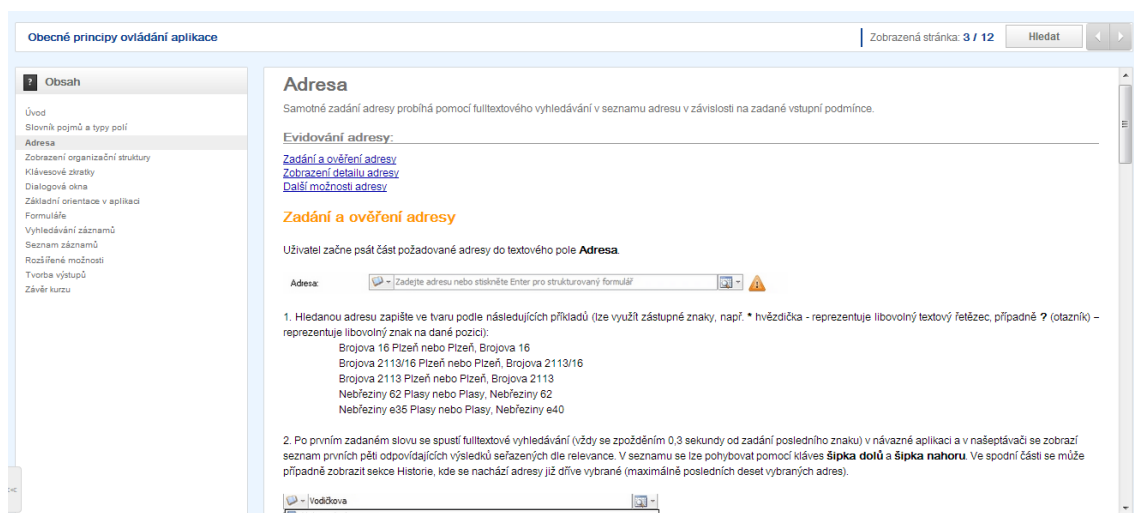 Obecné principy ovládání aplikace
Zobrazená stránka: 3 / 12
Hledat
? Obsah
Úvod
Slovník pojmů a typy polí
Adresa
Zobrazení organizační struktury
Klávesové zkratky
Dialogová okna
Základní orientace v aplikaci
Formuláře
Vyhledávání záznamů
Seznam záznamů
Rozšířené možnosti
Tvorba výstupů
Závěr kurzu
Adresa
Samotné zadání adresy probíhá pomocí fulltextového vyhledávání v seznamu adresu v závislosti na zadané vstupní podmínce.
Evidování adresy:
Zadání a ověření adresy
Zobrazení detailu adresy
Další možnosti adresy
Zadání a ověření adresy
Uživatel začne psát část požadované adresy do textového pole Adresa.
Adresa: Zadejte adresu nebo stiskněte Enter pro strukturovaný formulář
1. Hledanou adresu zapište ve tvaru podle následujících příkladů (lze využít zástupné znaky, např. * hvězdička - reprezentuje libovolný textový řetězec, případně ? (otazník) –
reprezentuje libovolný znak na dané pozici):
Brojova 16 Plzeň nebo Plzeň, Brojova 16
Brojova 2113/16 Plzeň nebo Plzeň, Brojova 2113/16
Brojova 2113 Plzeň nebo Plzeň, Brojova 2113
Nebřeziny 62 Plasy nebo Plasy, Nebřeziny 62
Nebřeziny e35 Plasy nebo Plasy, Nebřeziny e40
2. Po prvním zadaném slovu se spustí fulltextové vyhledávání (vždy se zpožděním 0,3 sekundy od zadání posledního znaku) v návazné aplikaci a v našeptávači se zobrazí
seznam prvních pěti odpovídajících výsledků seřazených dle relevance. V seznamu se lze pohybovat pomocí kláves šipka dolů a šipka nahoru. Ve spodní části se může
případně zobrazit sekce Historie, kde se nachází adresy již dříve vybrané (maximálně posledních deset vybraných adres).
Vodičkova